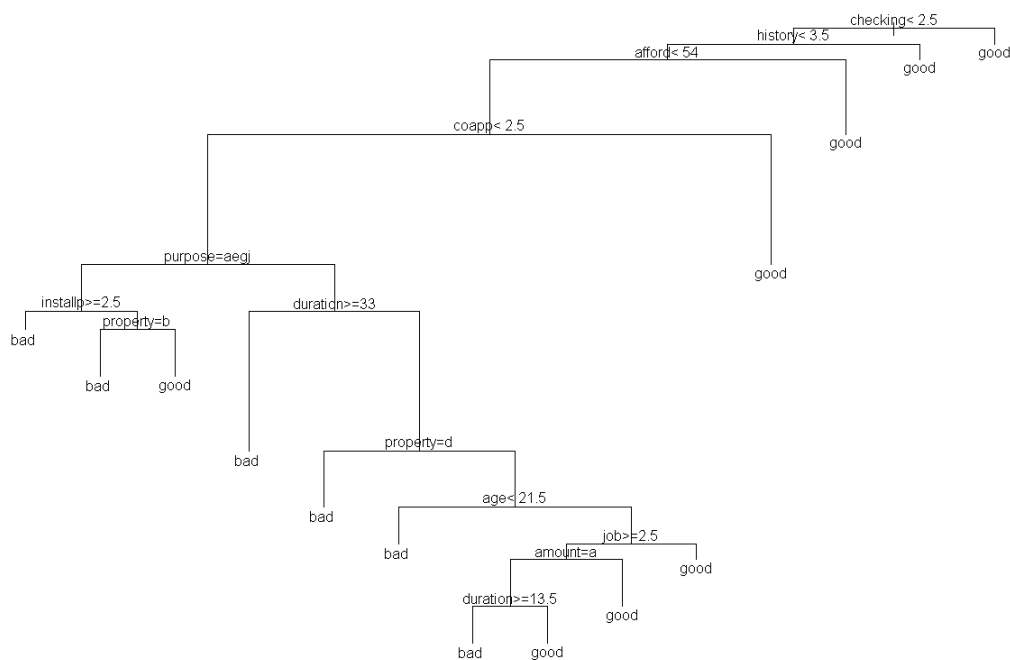 checking< 2.5
history< 3.5
good
afford< 54
good
coapp< 2.5
good
purpose=aegj
good
installp>=2.5
duration>=33
property=b
bad
bad
good
property=d
bad
age< 21.5
bad
job>=2.5
bad
amount=a
good
duration>=13.5
good
bad
good